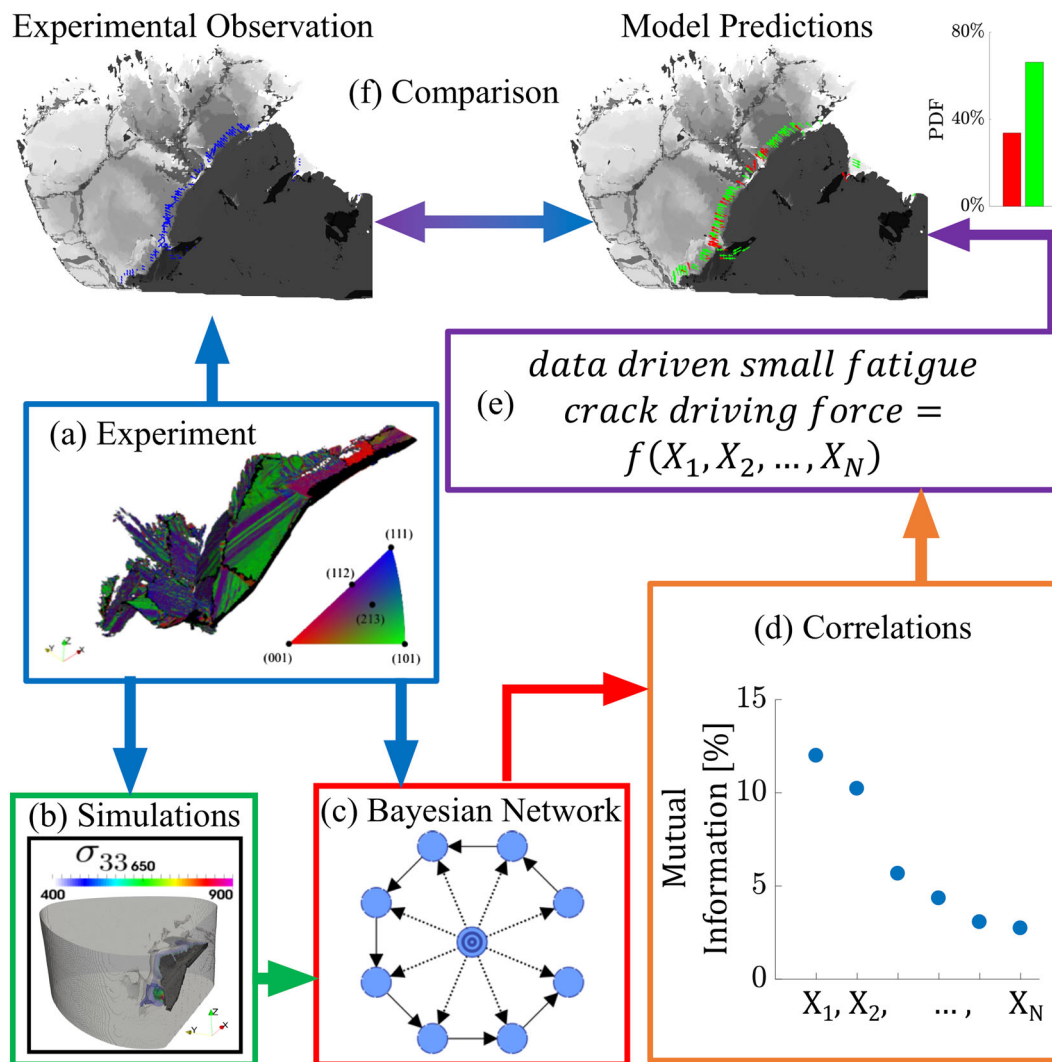 Experimental Observation
Model Predictions
80%
40%
0%
PDF
(f) Comparison
(a) Experiment
(111)
(112)
(213)
(001)
(101)
Z
Y
X
data driven small fatigue
(e)
crack driving force =
f(X₁, X₂, ..., X_N)
(b) Simulations
σ₃₃ 650
400
900
Z
Y
X
(c) Bayesian Network
(d) Correlations
Mutual
Information [%]
15
10
5
0
X₁, X₂, ... , X_N